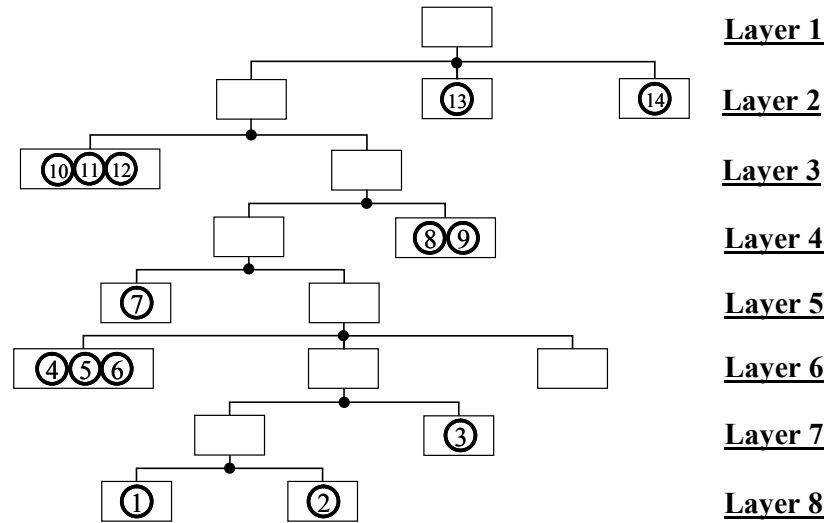 Layer 1
⑬ ⑭ Layer 2
⑩ ⑪ ⑫ Layer 3
⑧ ⑨ Layer 4
⑦ Layer 5
④ ⑤ ⑥ Layer 6
③ Layer 7
① ② Layer 8